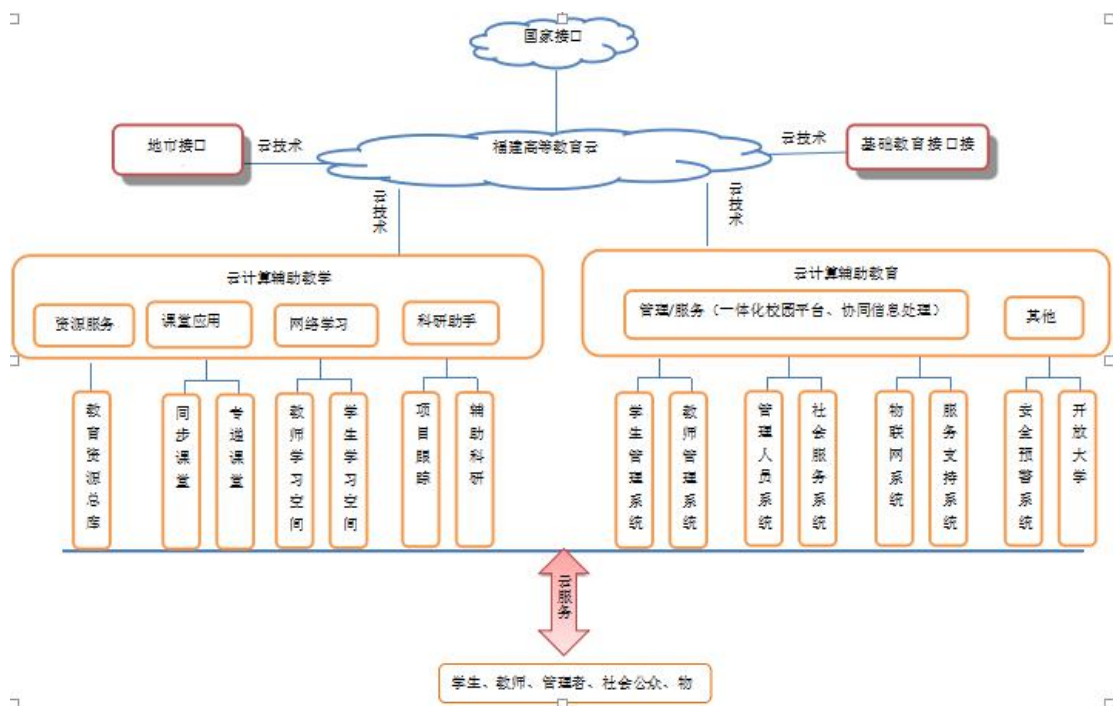 国家接口
地市接口
云技术
福建高等教育云
云技术
基础教育接口接
云技术
云技术
云计算辅助教学
资源服务
课堂应用
网络学习
科研助手
云计算辅助教育
管理/服务（一体化校园平台、协同信息处理）
其他
教育资源总库
同步课堂
专递课堂
教师学习空间
学生学习空间
项目跟踪
辅助科研
学生管理系统
教师管理系统
管理人员系统
社会服务系统
物联网系统
服务支持系统
安全预警系统
开放大学
云服务
学生、教师、管理者、社会公众、物